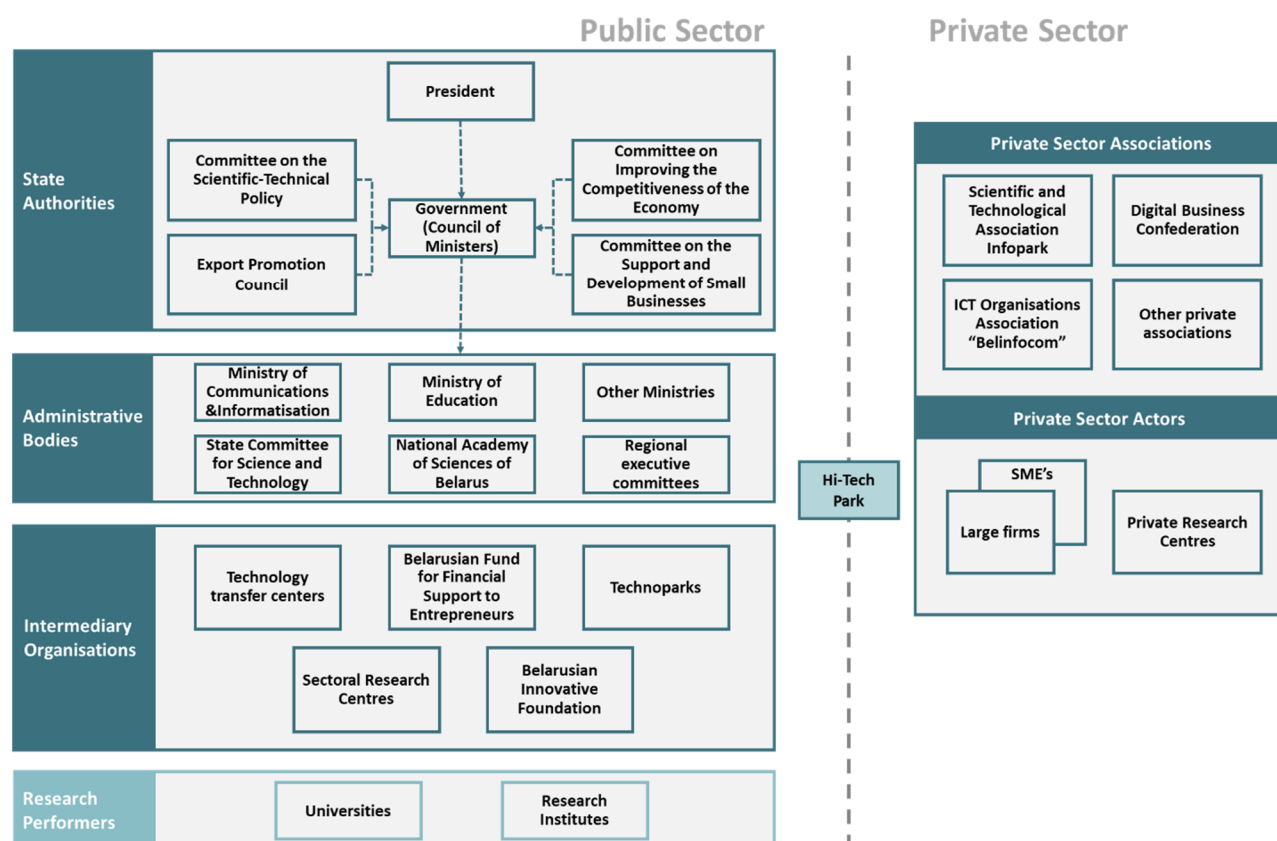 Public Sector
Private Sector
State
Authorities
President
Committee on the
Scientific-Technical
Policy
Export Promotion
Council
Government
(Council of
Ministers)
Committee on
Improving the
Competitiveness of the
Economy
Committee on the
Support and
Development of Small
Businesses
Administrative
Bodies
Ministry of
Communications
&Informatisation
Ministry of
Education
Other Ministries
State Committee
for Science and
Technology
National Academy
of Sciences of
Belarus
Regional
executive
committees
Intermediary
Organisations
Technology
transfer centers
Belarusian Fund
for Financial
Support to
Entrepreneurs
Technoparks
Sectoral Research
Centres
Belarusian
Innovative
Foundation
Research
Performers
Universities
Research
Institutes
Hi-Tech
Park
Private Sector Associations
Scientific and
Technological
Association
Infopark
Digital Business
Confederation
ICT Organisations
Association
“Belinfocom”
Other private
associations
Private Sector Actors
SME’s
Large firms
Private Research
Centres